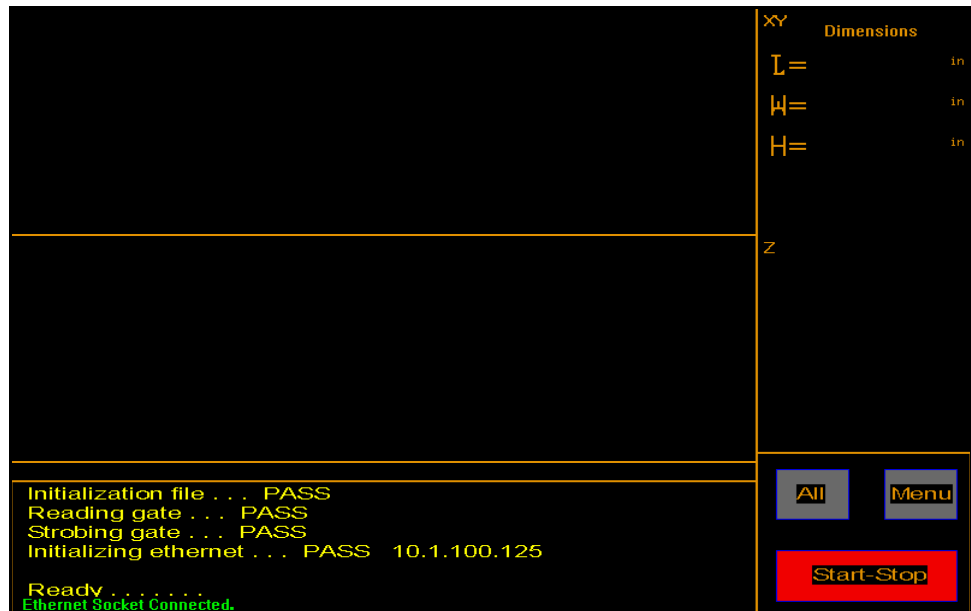 XY
Dimensions
L= in
W= in
H= in
Z
Initialization file . . . PASS
Reading gate . . . PASS
Strobing gate . . . PASS
Initializing ethernet . . . PASS 10.1.100.125
Ready . . . . . . .
Ethernet Socket Connected.
All
Menu
Start-Stop